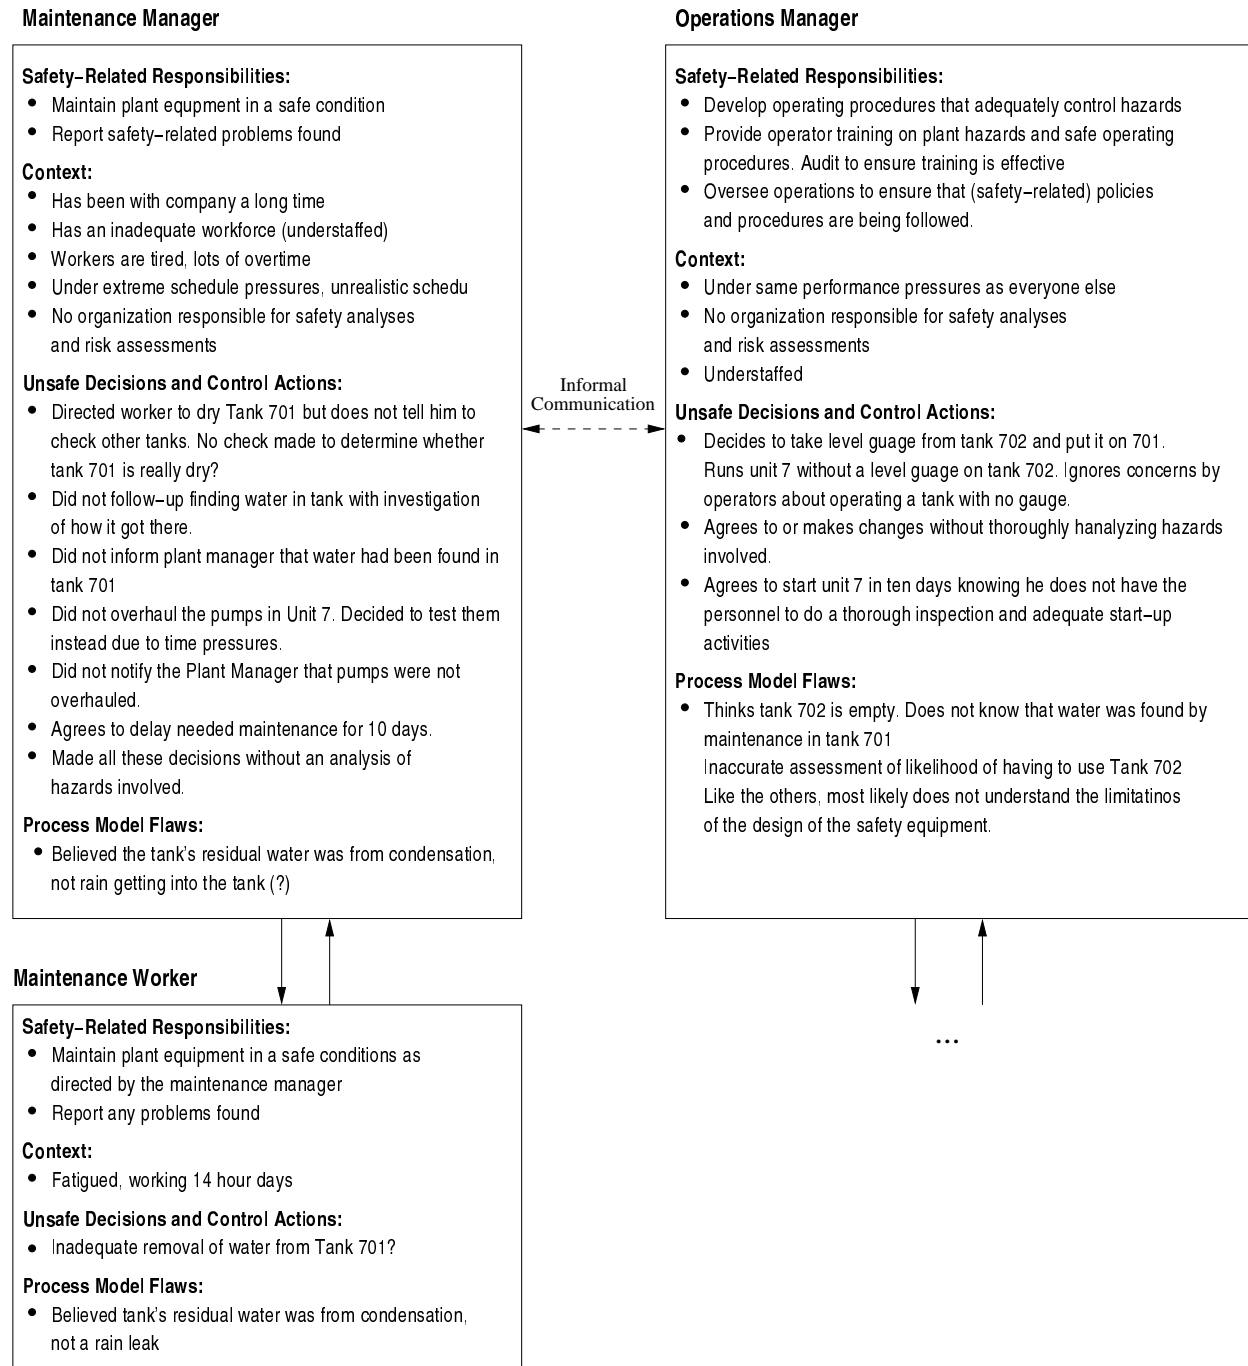 Maintenance Manager
Safety–Related Responsibilities:
• Maintain plant equpment in a safe condition
• Report safety–related problems found
Context:
• Has been with company a long time
• Has an inadequate workforce (understaffed)
• Workers are tired, lots of overtime
• Under extreme schedule pressures, unrealistic schedu
• No organization responsible for safety analyses
and risk assessments
Unsafe Decisions and Control Actions:
• Directed worker to dry Tank 701 but does not tell him to
check other tanks. No check made to determine whether
tank 701 is really dry?
• Did not follow–up finding water in tank with investigation
of how it got there.
• Did not inform plant manager that water had been found in
tank 701
• Did not overhaul the pumps in Unit 7. Decided to test them
instead due to time pressures.
• Did not notify the Plant Manager that pumps were not
overhauled.
• Agrees to delay needed maintenance for 10 days.
• Made all these decisions without an analysis of
hazards involved.
Process Model Flaws:
• Believed the tank's residual water was from condensation,
not rain getting into the tank (?)
Informal
Communication
Operations Manager
Safety–Related Responsibilities:
• Develop operating procedures that adequately control hazards
• Provide operator training on plant hazards and safe operating
procedures. Audit to ensure training is effective
• Oversee operations to ensure that (safety–related) policies
and procedures are being followed.
Context:
• Under same performance pressures as everyone else
• No organization responsible for safety analyses
and risk assessments
• Understaffed
Unsafe Decisions and Control Actions:
• Decides to take level guage from tank 702 and put it on 701.
Runs unit 7 without a level guage on tank 702. Ignores concerns by
operators about operating a tank with no gauge.
• Agrees to or makes changes without thoroughly hanalyzing hazards
involved.
• Agrees to start unit 7 in ten days knowing he does not have the
personnel to do a thorough inspection and adequate start–up
activities
Process Model Flaws:
• Thinks tank 702 is empty. Does not know that water was found by
maintenance in tank 701
Inaccurate assessment of likelihood of having to use Tank 702
Like the others, most likely does not understand the limitatinos
of the design of the safety equipment.
...
Maintenance Worker
Safety–Related Responsibilities:
• Maintain plant equipment in a safe conditions as
directed by the maintenance manager
• Report any problems found
Context:
• Fatigued, working 14 hour days
Unsafe Decisions and Control Actions:
• Inadequate removal of water from Tank 701?
Process Model Flaws:
• Believed tank's residual water was from condensation,
not a rain leak